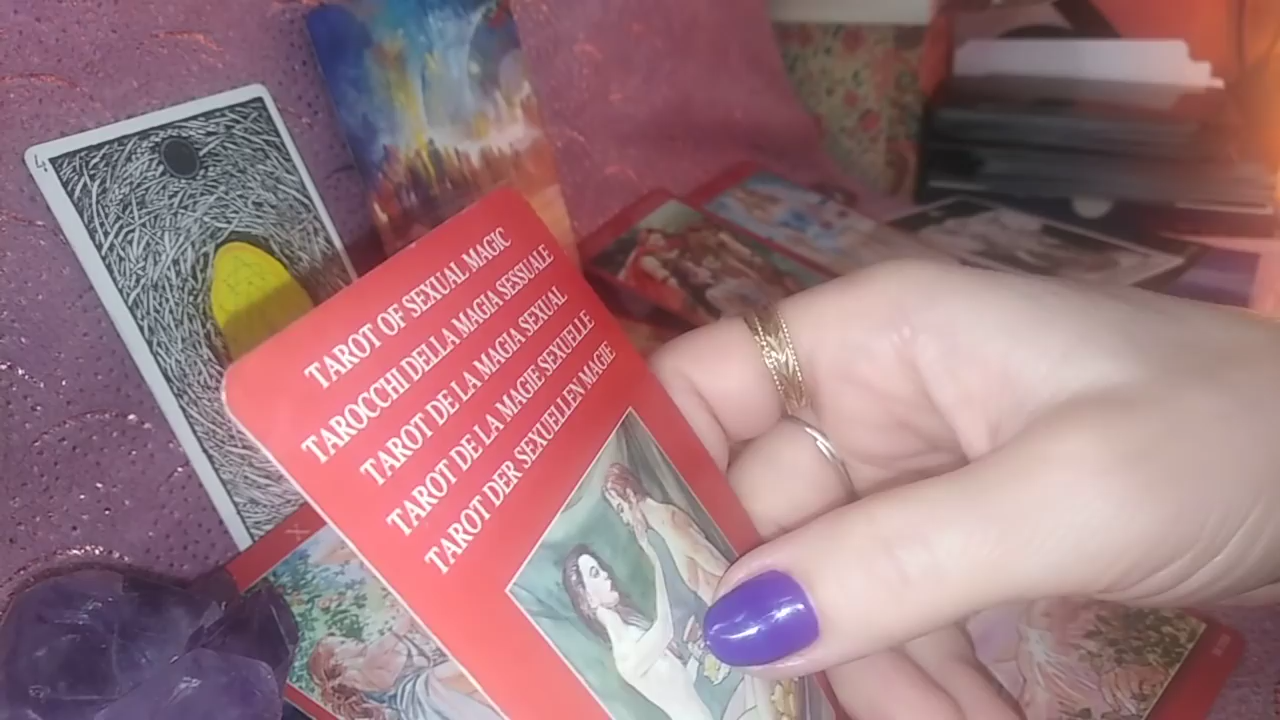 TAROT OF SEXUAL MAGIC
TAROCCHI DELLA MAGIA SESSUALE
TAROT DE LA MAGIA SEXUAL
TAROT DE LA MAGIE SEXUELLE
TAROT DER SEXUELLEN MAGIE